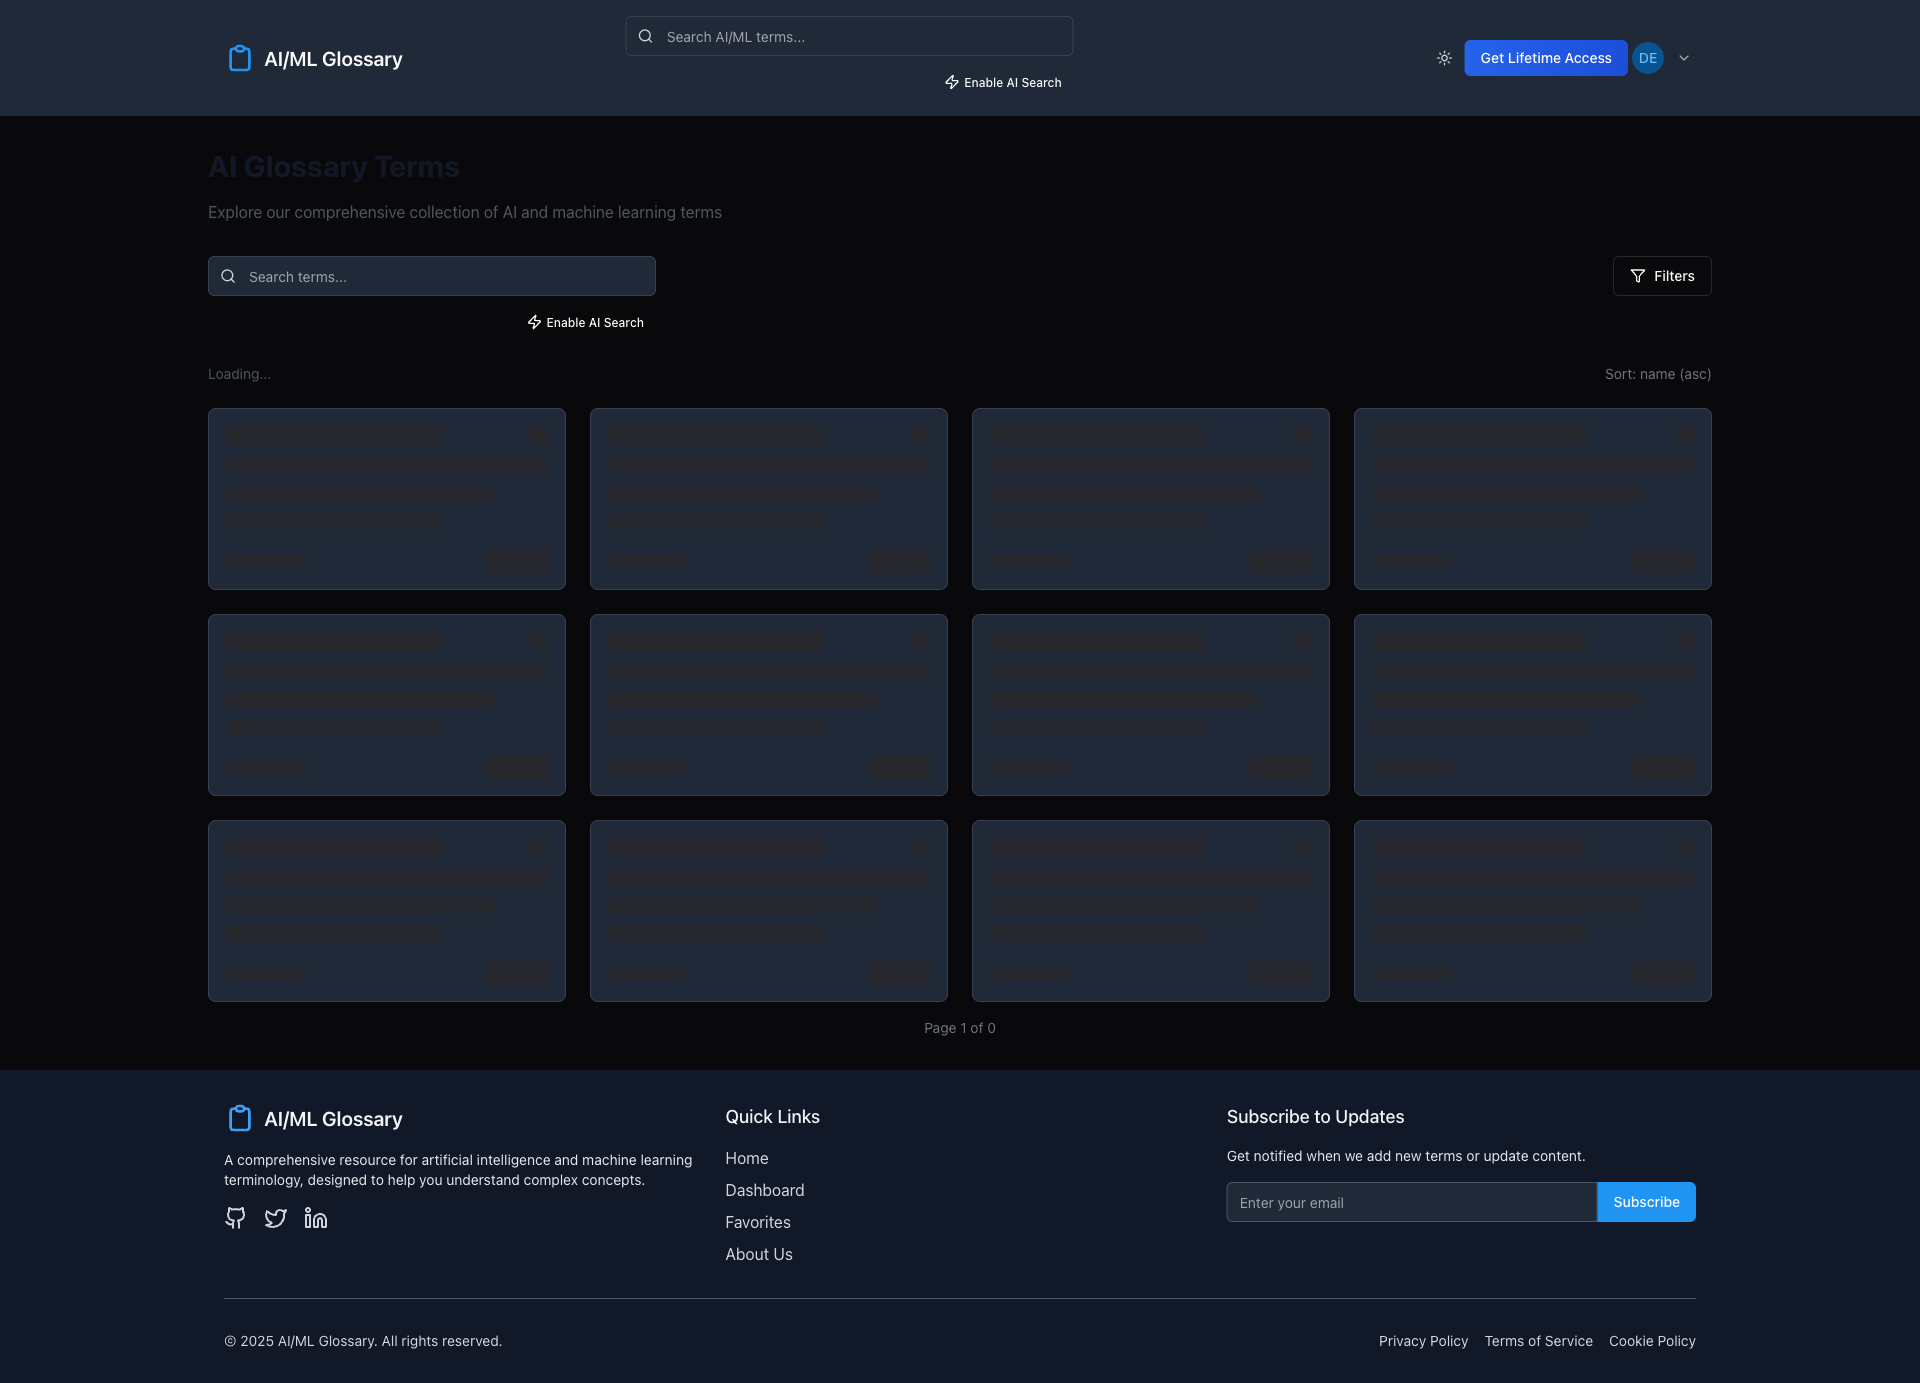 AI/ML Glossary
Search AI/ML terms...
Enable AI Search
Get Lifetime Access
DE
AI Glossary Terms
Explore our comprehensive collection of AI and machine learning terms
Search terms...
Filters
Enable AI Search
Loading...
Sort: name (asc)
Page 1 of 0
AI/ML Glossary
A comprehensive resource for artificial intelligence and machine learning
terminology, designed to help you understand complex concepts.
Quick Links
Home
Dashboard
Favorites
About Us
Subscribe to Updates
Get notified when we add new terms or update content.
Enter your email
Subscribe
© 2025 AI/ML Glossary. All rights reserved.
Privacy Policy
Terms of Service
Cookie Policy